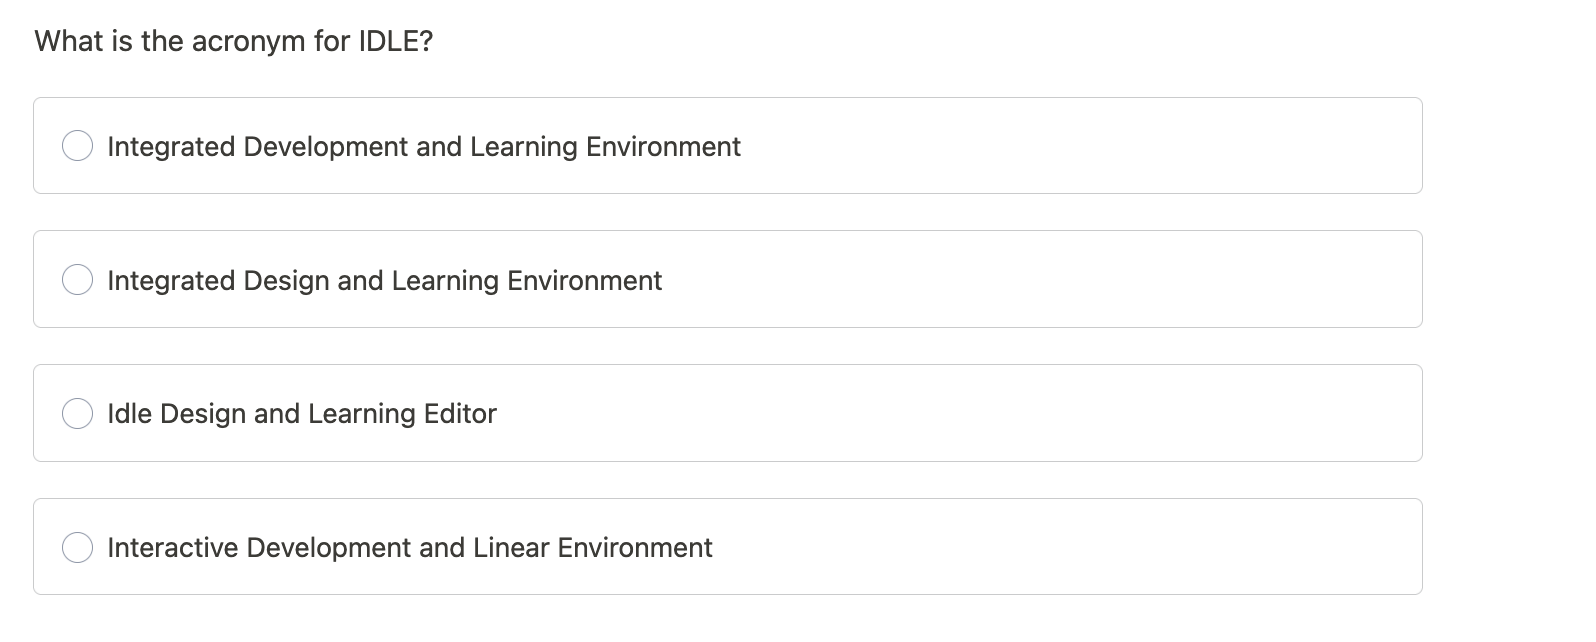 What is the acronym for IDLE?
Integrated Development and Learning Environment
Integrated Design and Learning Environment
Idle Design and Learning Editor
Interactive Development and Linear Environment